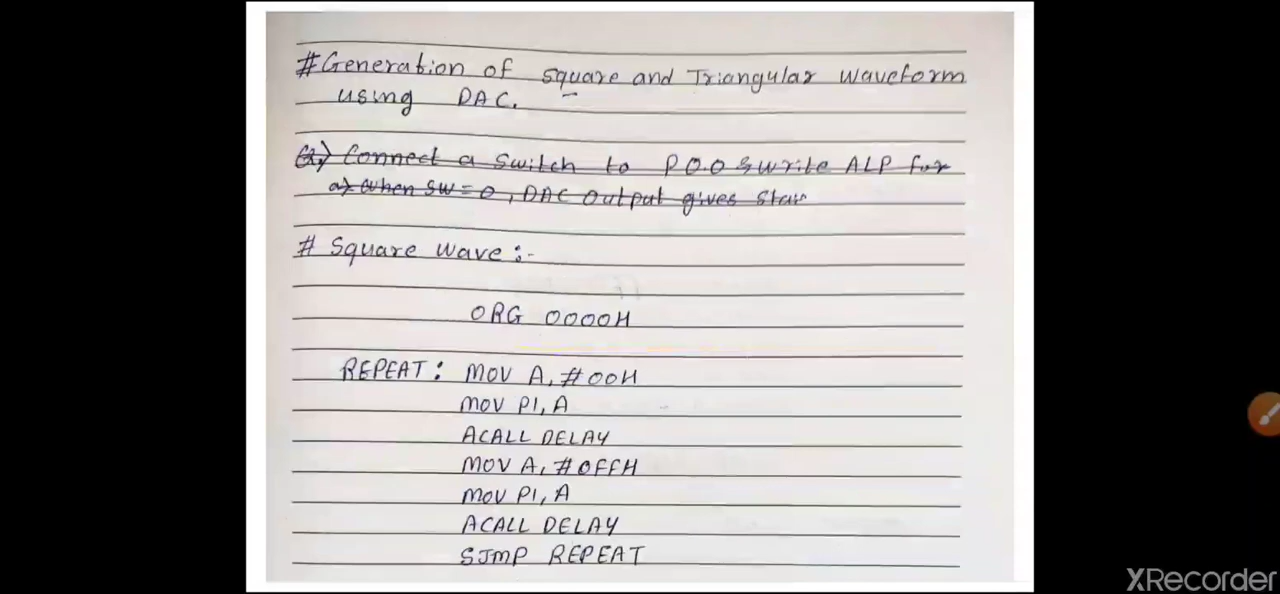 #Generation of square and Triangular waveform
using DAC.
Q.) Connect a switch to P0.0 & write ALP for
a) When SW = 0, DAC output gives Stair
# Square wave :-
ORG 0000H
REPEAT : MOV A, #00H
MOV P1, A
ACALL DELAY
MOV A, #0FFH
MOV P1, A
ACALL DELAY
SJMP REPEAT
XRecorder